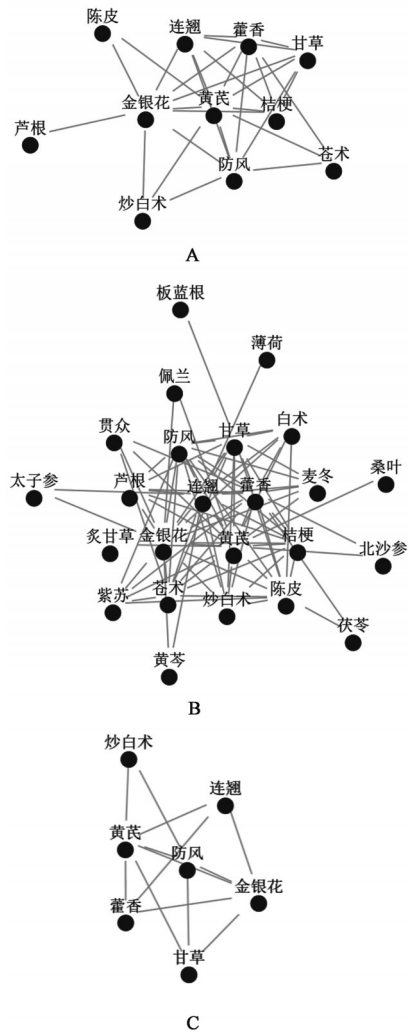 陈皮
连翘
藿香
甘草
金银花
黄芪
桔梗
芦根
防风
苍术
炒白术
A
板蓝根
薄荷
佩兰
贯众
防风
甘草
白术
太子参
芦根
连翘
藿香
麦冬
桑叶
炙甘草
金银花
黄芪
桔梗
北沙参
紫苏
苍术
炒白术
陈皮
茯苓
黄芩
B
炒白术
连翘
黄芪
防风
金银花
藿香
甘草
C